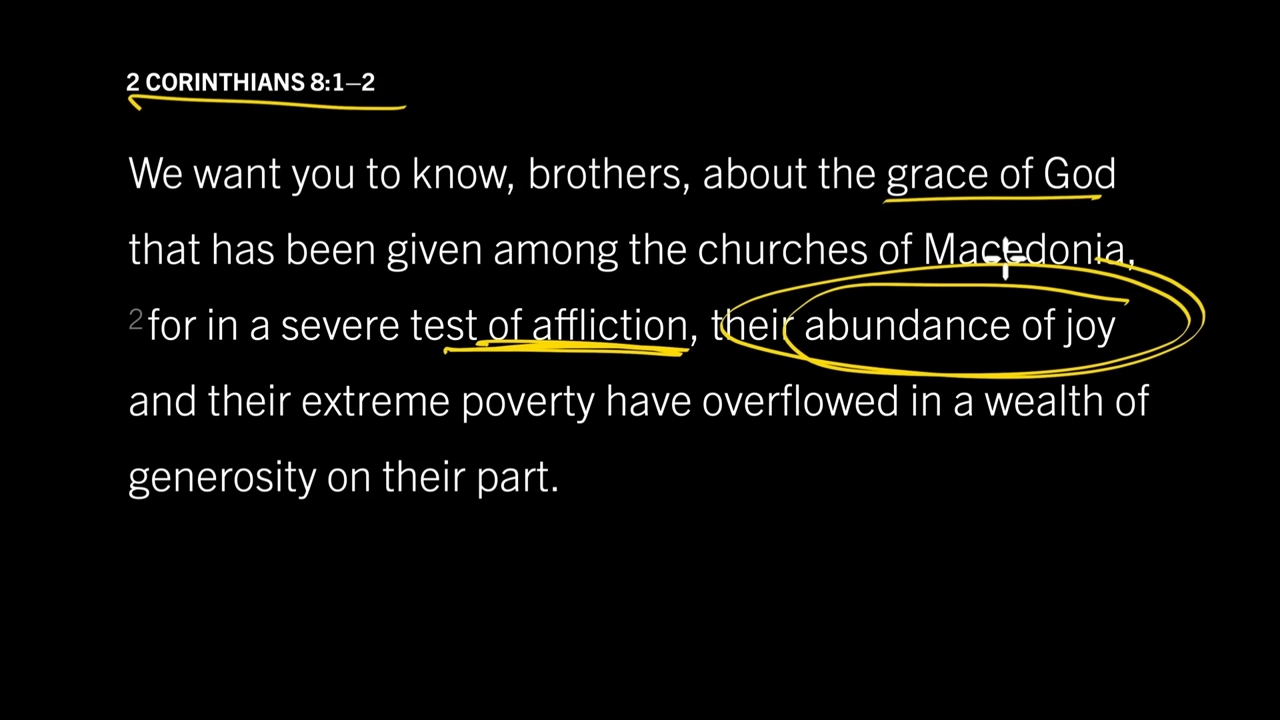 2 CORINTHIANS 8:1–2
We want you to know, brothers, about the grace of God
that has been given among the churches of Macedonia,
2 for in a severe test of affliction, their abundance of joy
and their extreme poverty have overflowed in a wealth of
generosity on their part.